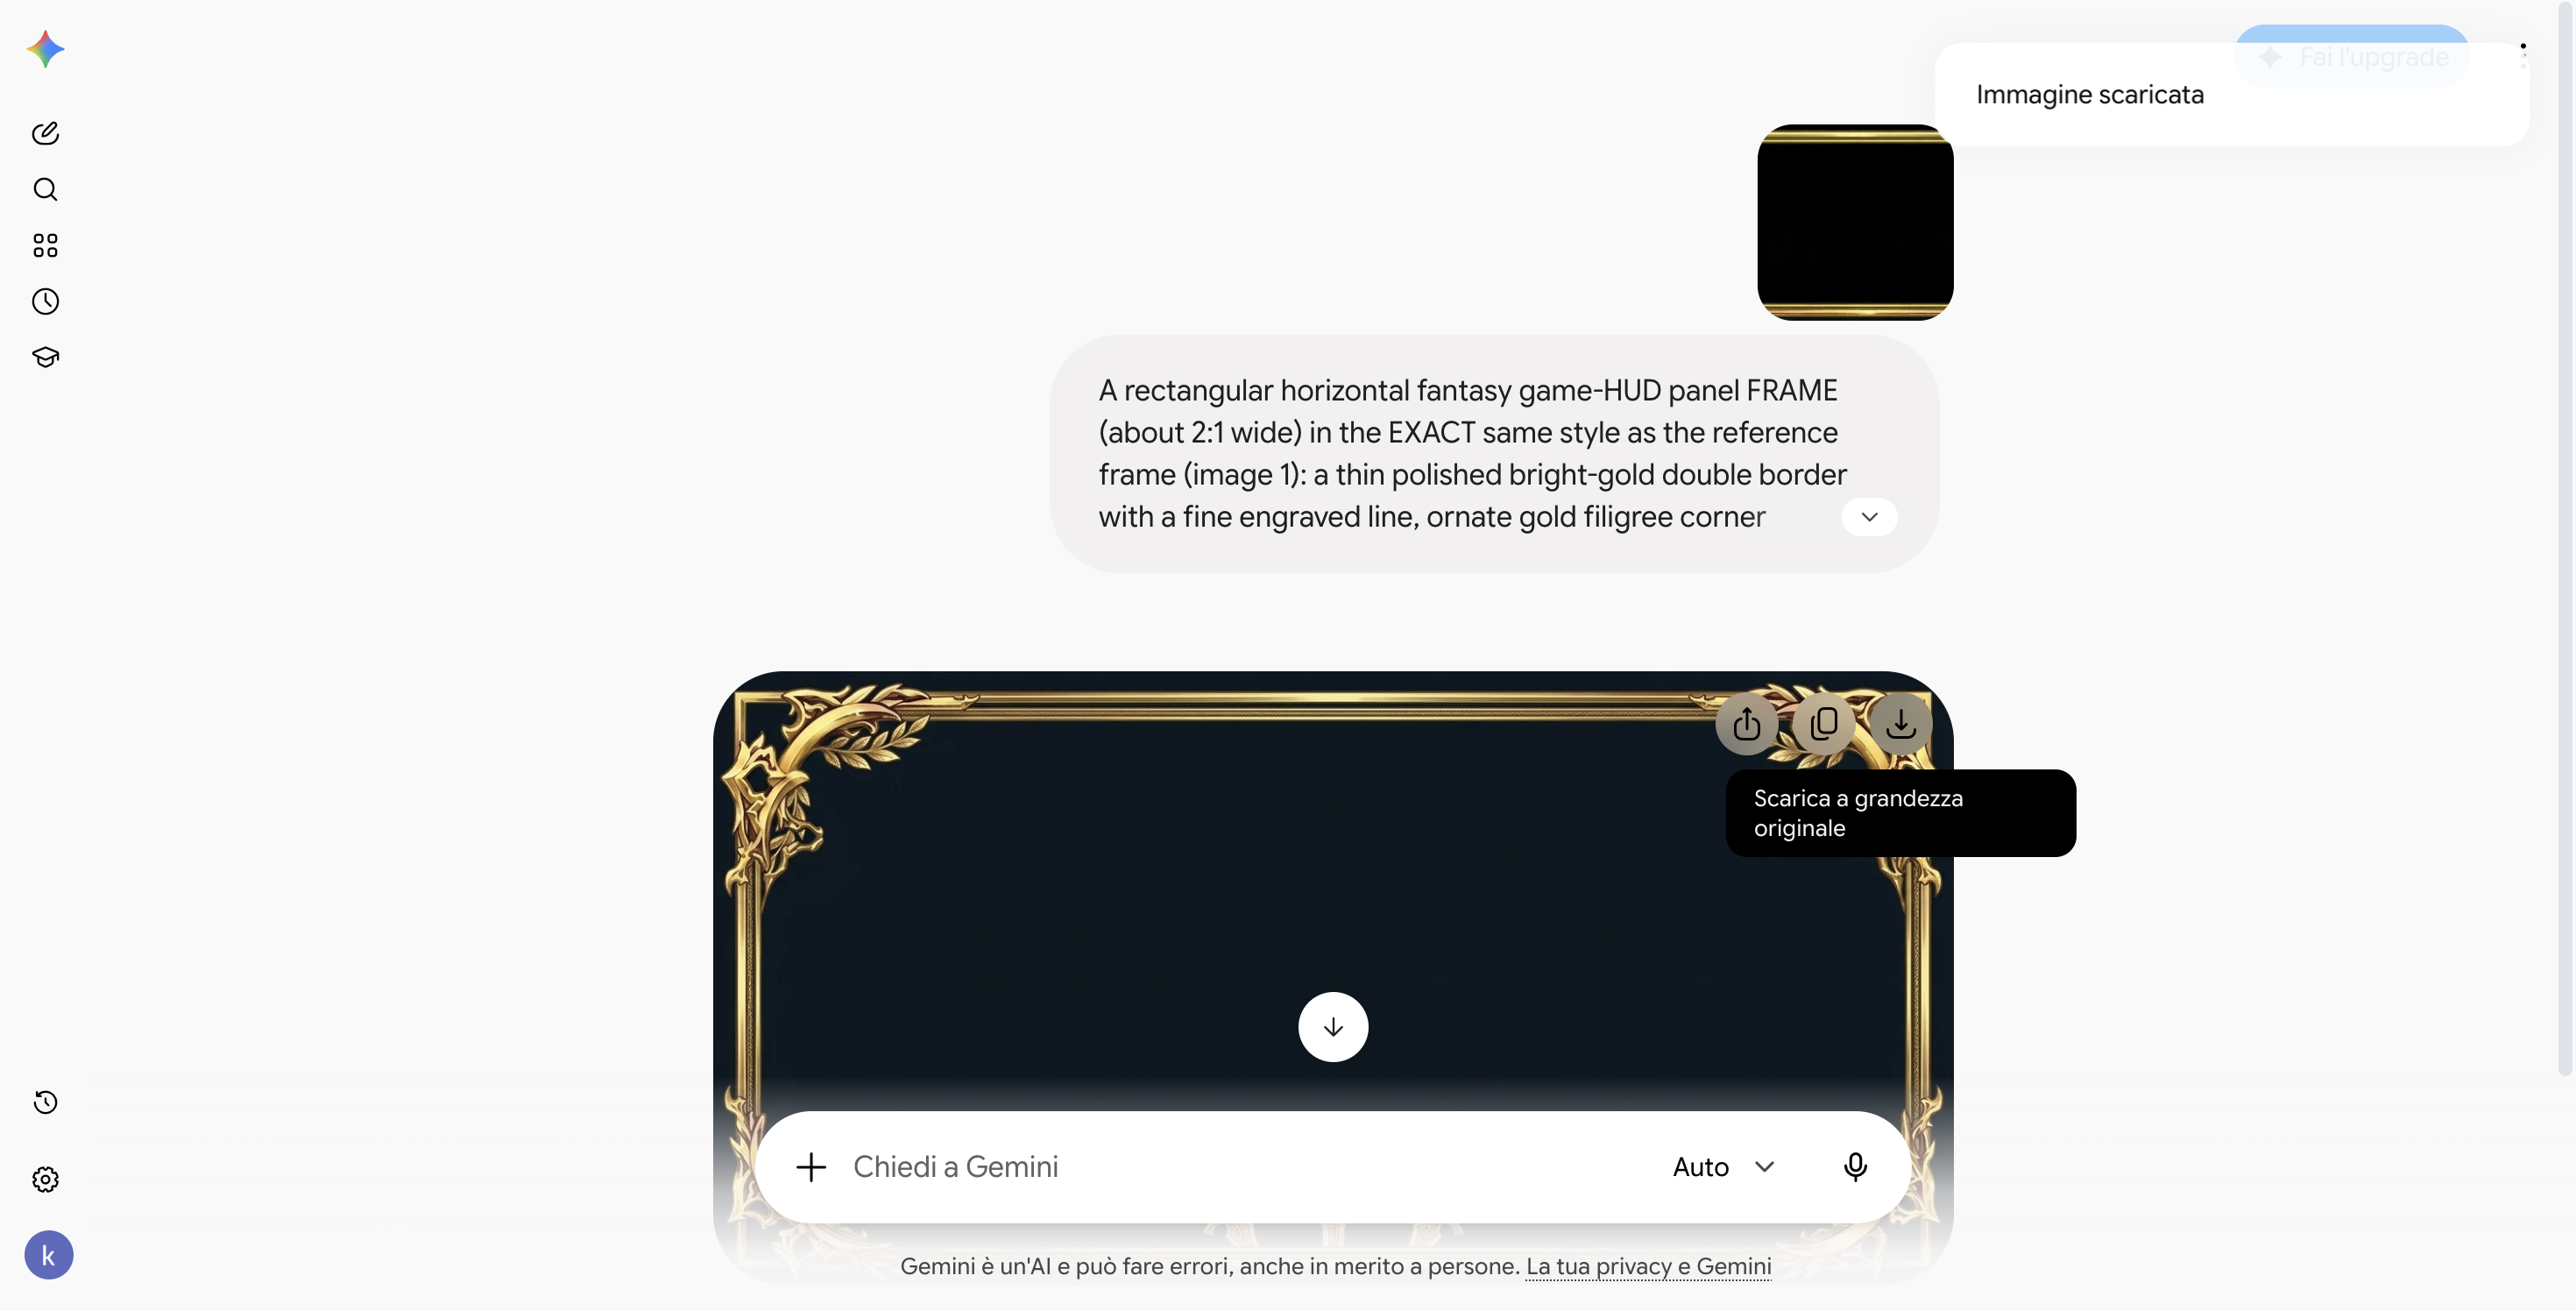 Fai l'upgrade
Immagine scaricata
A rectangular horizontal fantasy game-HUD panel FRAME
(about 2:1 wide) in the EXACT same style as the reference
frame (image 1): a thin polished bright-gold double border
with a fine engraved line, ornate gold filigree corner
Scarica a grandezza
originale
Chiedi a Gemini
Auto
k
Gemini è un'AI e può fare errori, anche in merito a persone. La tua privacy e Gemini